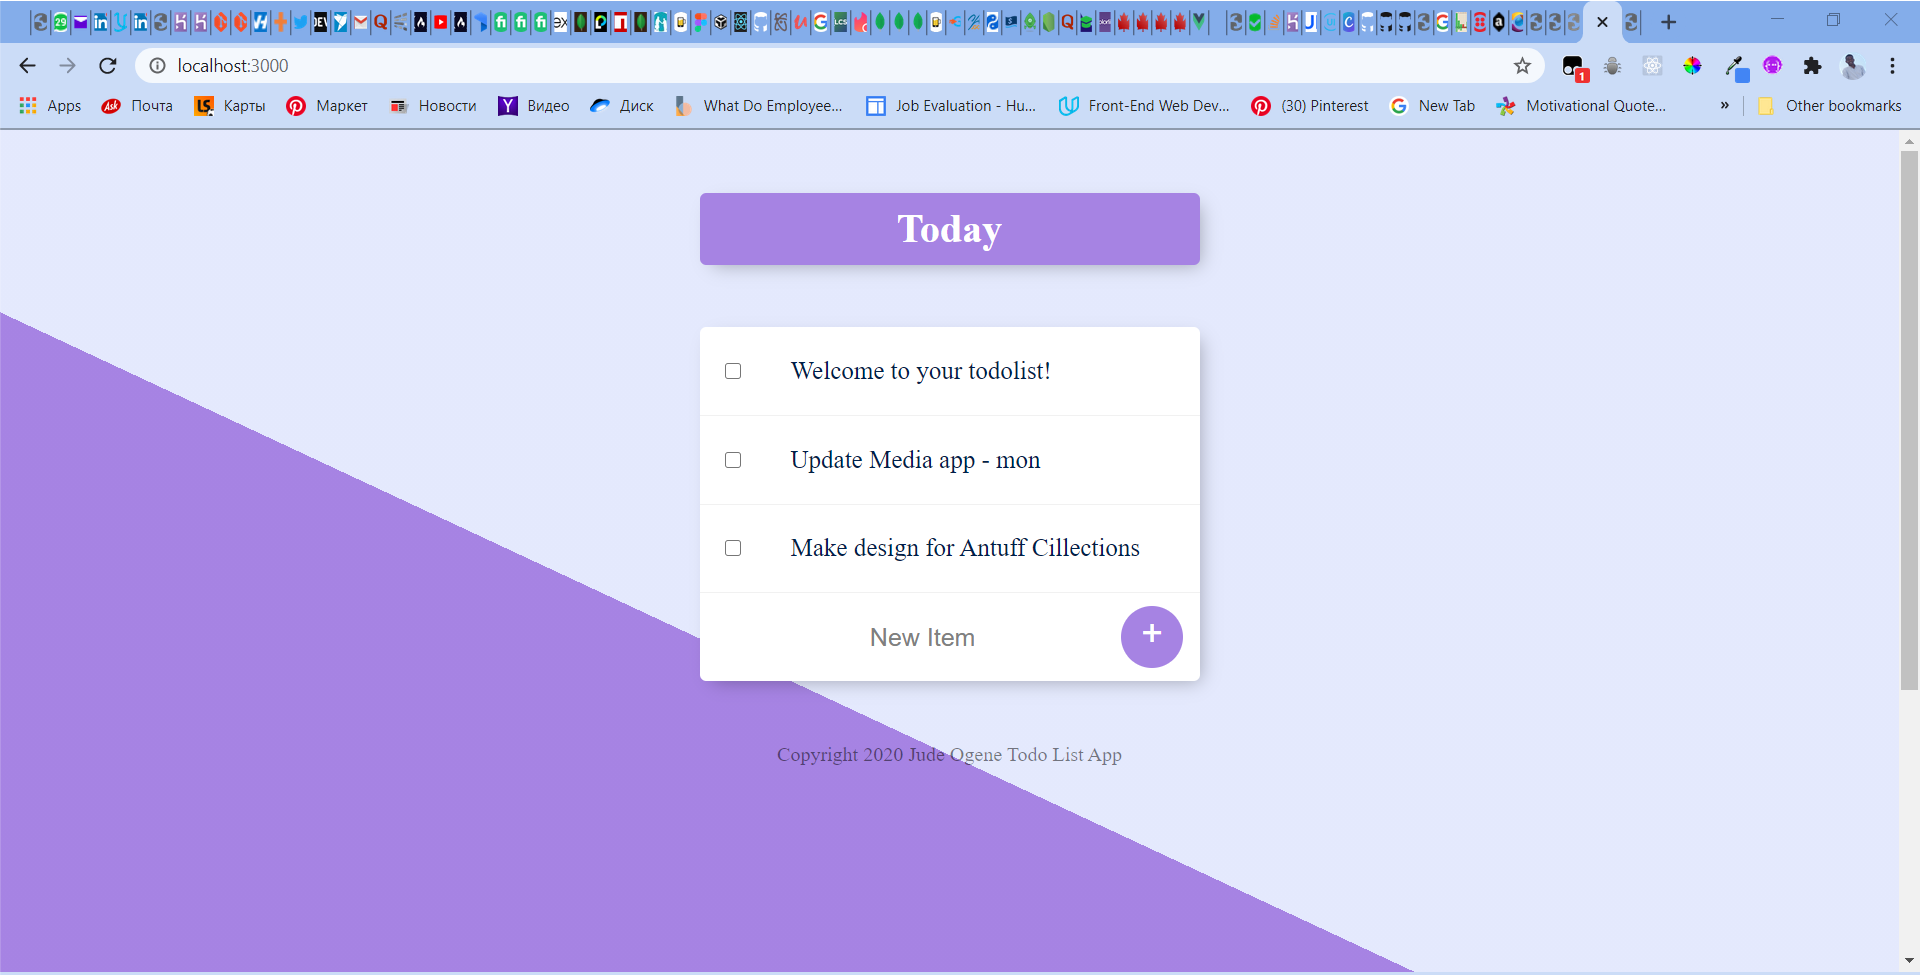 localhost:3000
1
Apps Почта Карты Маркет Новости Видео Диск What Do Employee... Job Evaluation - Hu... Front-End Web Dev... (30) Pinterest New Tab Motivational Quote... » Other bookmarks
Today
Welcome to your todolist!
Update Media app - mon
Make design for Antuff Cillections
New Item +
Copyright 2020 Jude Ogene Todo List App